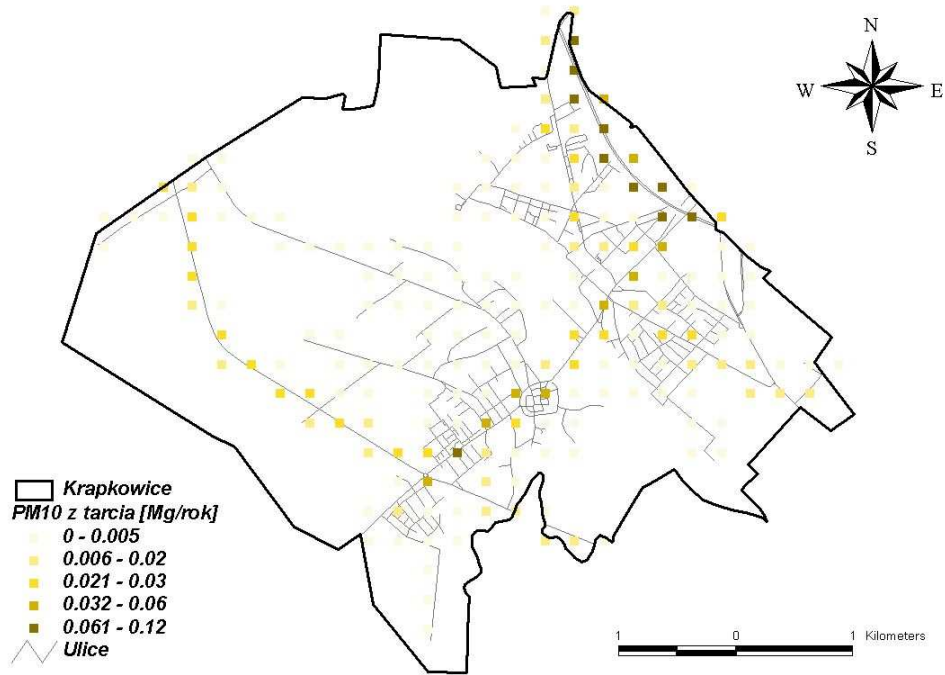 N
W E
S
Krapkowice
PM10 z tarcia [Mg/rok]
0 - 0.005
0.006 - 0.02
0.021 - 0.03
0.032 - 0.06
0.061 - 0.12
Ulice
1 0 1 Kilometers